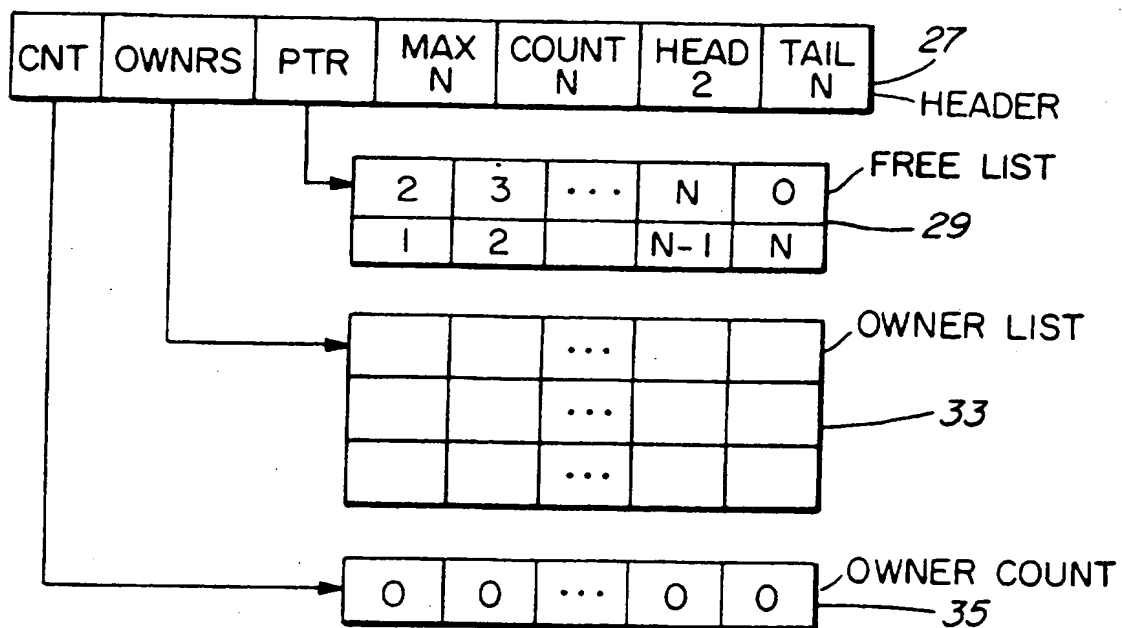 CNT OWNRS PTR MAX N COUNT N HEAD 2 TAIL N
27
HEADER
2 3 ... N 0
1 2 N-1 N
FREE LIST
29
...
...
...
OWNER LIST
33
0 0 ... 0 0
OWNER COUNT
35